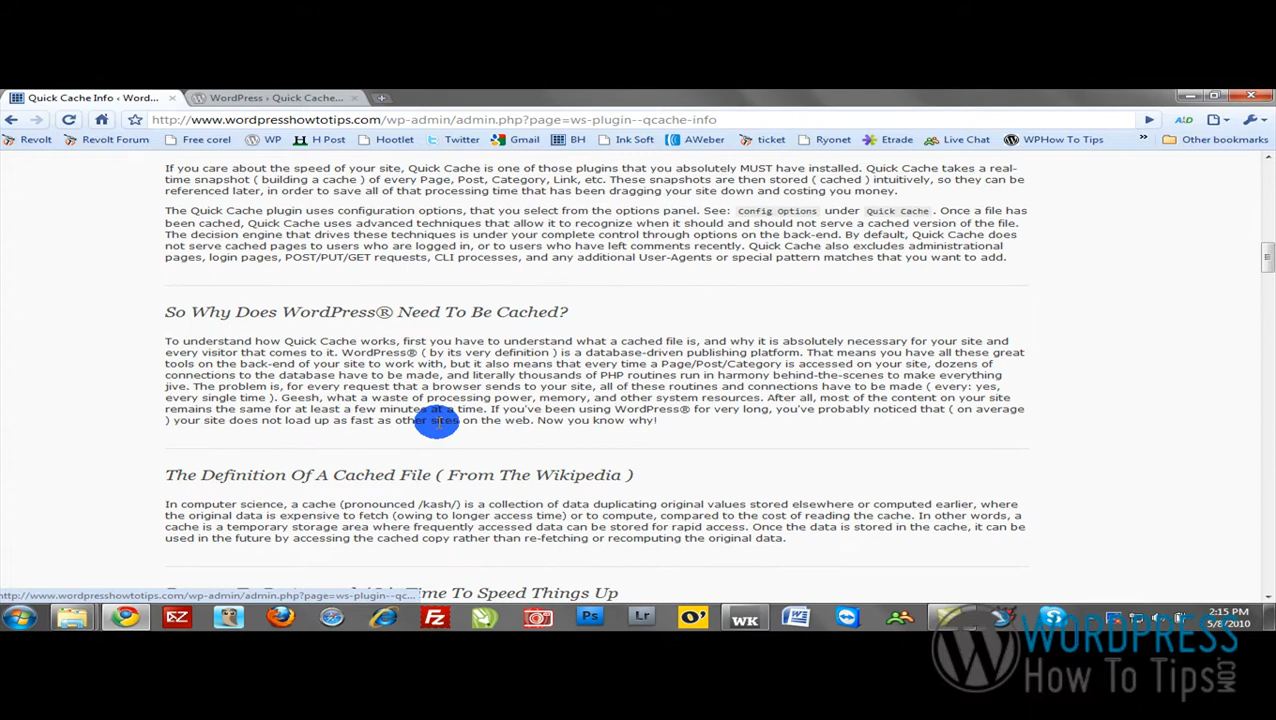 Quick Cache Info ‹ Word...
WordPress › Quick Cache...
http://www.wordpresshowtotips.com/wp-admin/admin.php?page=ws-plugin--qcache-info
Revolt Revolt Forum Free corel WP H Post Hootlet Twitter Gmail BH Ink Soft AWeber ticket Ryonet Etrade Live Chat WPHow To Tips » Other bookmarks
If you care about the speed of your site, Quick Cache is one of those plugins that you absolutely MUST have installed. Quick Cache takes a real-
time snapshot ( building a cache ) of every Page, Post, Category, Link, etc. These snapshots are then stored ( cached ) intuitively, so they can be
referenced later, in order to save all of that processing time that has been dragging your site down and costing you money.
The Quick Cache plugin uses configuration options, that you select from the options panel. See: Config Options under Quick Cache. Once a file has
been cached, Quick Cache uses advanced techniques that allow it to recognize when it should and should not serve a cached version of the file.
The decision engine that drives these techniques is under your complete control through options on the back-end. By default, Quick Cache does
not serve cached pages to users who are logged in, or to users who have left comments recently. Quick Cache also excludes administrational
pages, login pages, POST/PUT/GET requests, CLI processes, and any additional User-Agents or special pattern matches that you want to add.
So Why Does WordPress® Need To Be Cached?
To understand how Quick Cache works, first you have to understand what a cached file is, and why it is absolutely necessary for your site and
every visitor that comes to it. WordPress® ( by its very definition ) is a database-driven publishing platform. That means you have all these great
tools on the back-end of your site to work with, but it also means that every time a Page/Post/Category is accessed on your site, dozens of
connections to the database have to be made, and literally thousands of PHP routines run in harmony behind-the-scenes to make everything
jive. The problem is, for every request that a browser sends to your site, all of these routines and connections have to be made ( every: yes,
every single time ). Geesh, what a waste of processing power, memory, and other system resources. After all, most of the content on your site
remains the same for at least a few minutes at a time. If you've been using WordPress® for very long, you've probably noticed that ( on average
) your site does not load up as fast as other sites on the web. Now you know why!
The Definition Of A Cached File ( From The Wikipedia )
In computer science, a cache (pronounced /kash/) is a collection of data duplicating original values stored elsewhere or computed earlier, where
the original data is expensive to fetch (owing to longer access time) or to compute, compared to the cost of reading the cache. In other words, a
cache is a temporary storage area where frequently accessed data can be stored for rapid access. Once the data is stored in the cache, it can be
used in the future by accessing the cached copy rather than re-fetching or recomputing the original data.
Time To Speed Things Up
http://www.wordpresshowtotips.com/wp-admin/admin.php?page=ws-plugin--qc...
EZ Fz Ps Lr O' WK W
2:15 PM
5/8/2010
WORDPRESS
How To Tips.COM